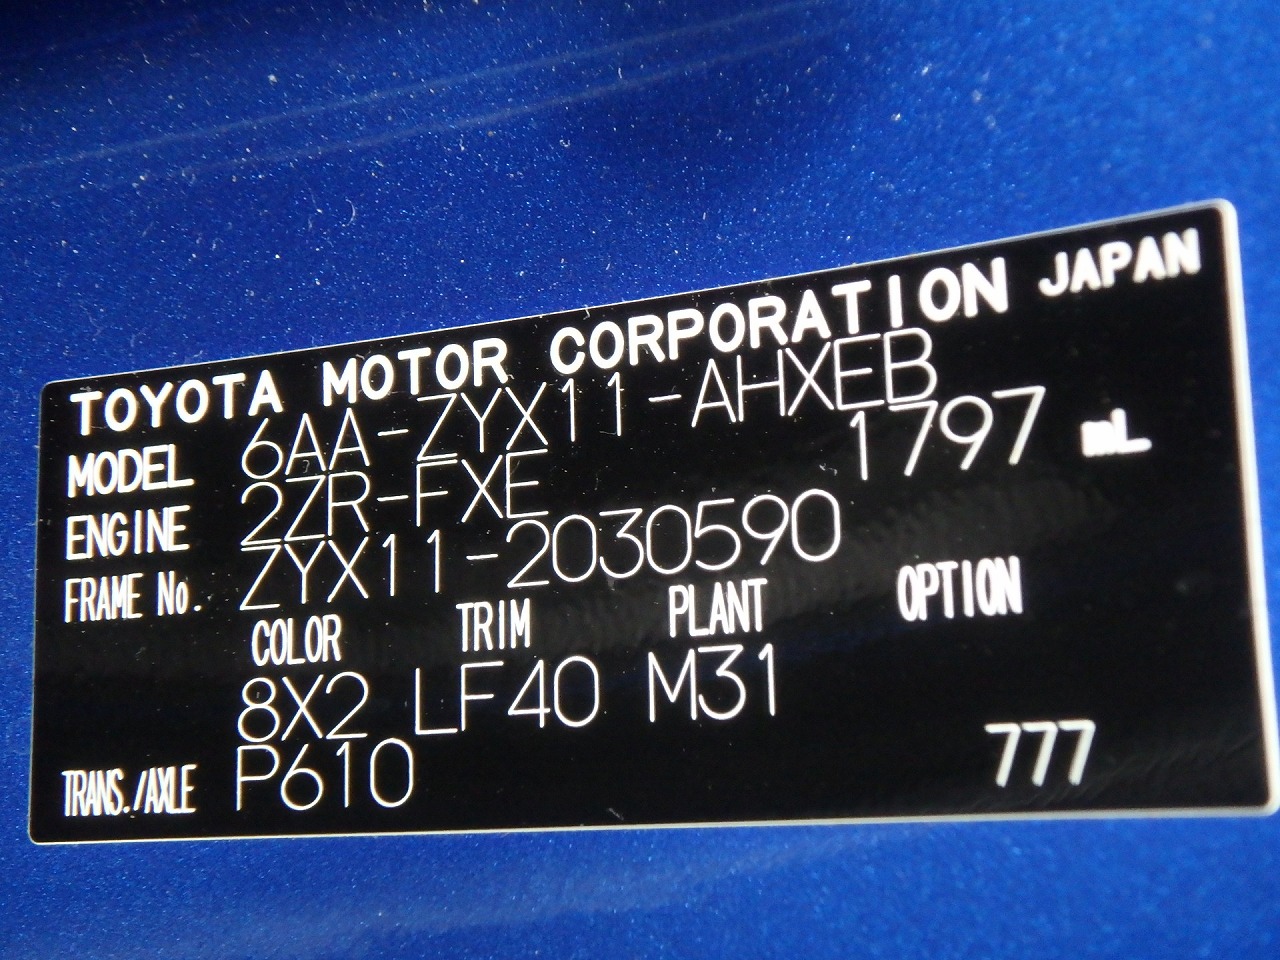 TOYOTA MOTOR CORPORATION JAPAN
MODEL 6AA-ZYX11-AHXEB
ENGINE 2ZR-FXE 1797 mL
FRAME No. ZYX11-2030590
COLOR TRIM PLANT OPTION
8X2 LF40 M31
TRANS./AXLE P610 777